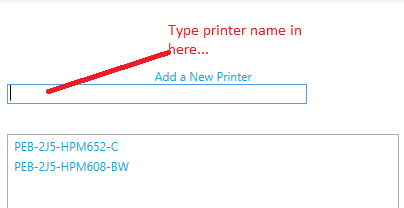 Type printer name in
here...
Add a New Printer
PEB-2J5-HPM652-C
PEB-2J5-HPM608-BW